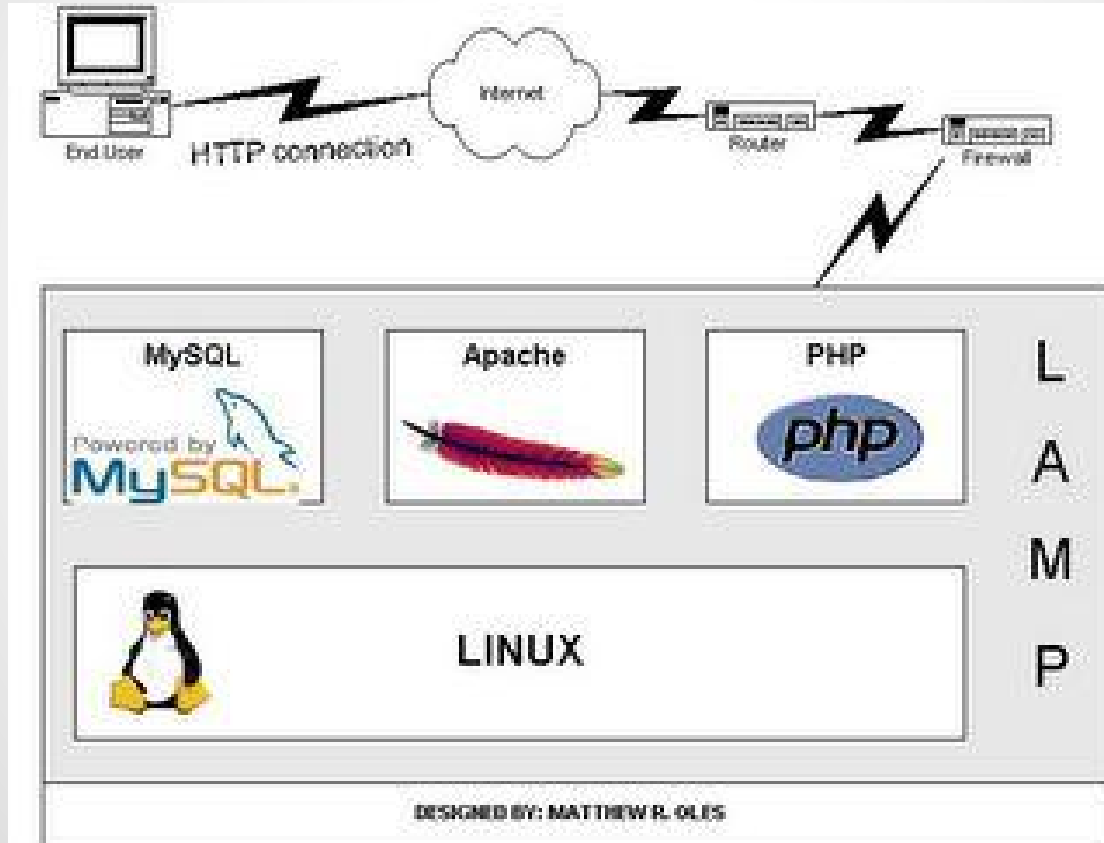 Internet
End User
HTTP connection
Router
Firewall
MySQL
Apache
PHP
Powered by
MySQL
php
LINUX
L
A
M
P
DESIGNED BY: MATTHEW R. OLES